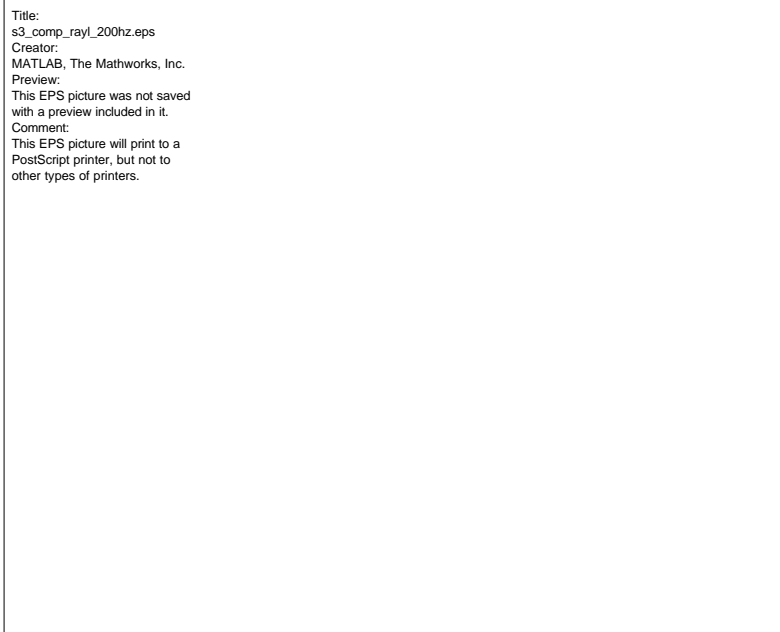 Title:
s3_comp_rayl_200hz.eps
Creator:
MATLAB, The Mathworks, Inc.
Preview:
This EPS picture was not saved
with a preview included in it.
Comment:
This EPS picture will print to a
PostScript printer, but not to
other types of printers.